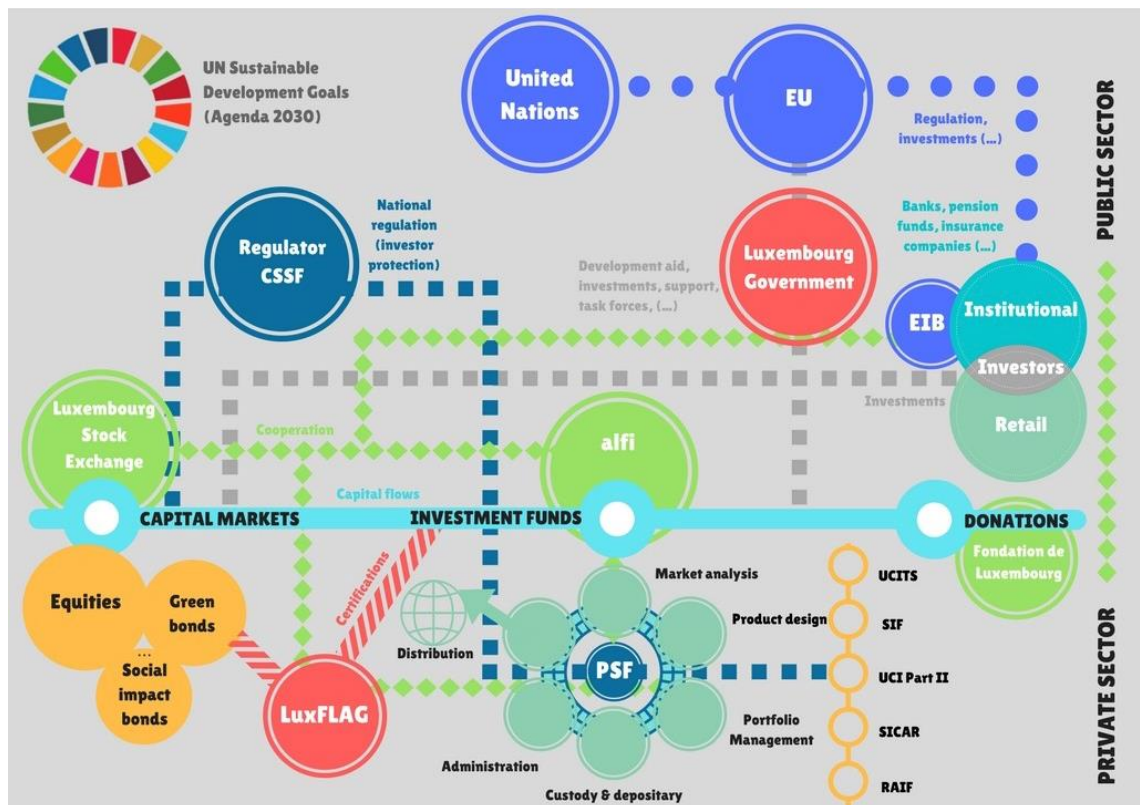 UN Sustainable
Development Goals
(Agenda 2030)
United
Nations
EU
Regulation,
investments (...)
PUBLIC SECTOR
Regulator
CSSF
National
regulation
(investor
protection)
Banks, pension
funds, insurance
companies (...)
Luxembourg
Government
Development aid,
investments, support,
task forces, (...)
EIB
Institutional
Investors
Retail
Investments
Luxembourg
Stock
Exchange
Cooperation
alfi
Capital flows
CAPITAL MARKETS
INVESTMENT FUNDS
DONATIONS
Fondation de
Luxembourg
Equities
Green
bonds
...
Social
impact
bonds
Certifications
LuxFLAG
Distribution
Market analysis
Product design
PSF
Portfolio
Management
Administration
Custody & depositary
UCITS
SIF
UCI Part II
SICAR
RAIF
PRIVATE SECTOR